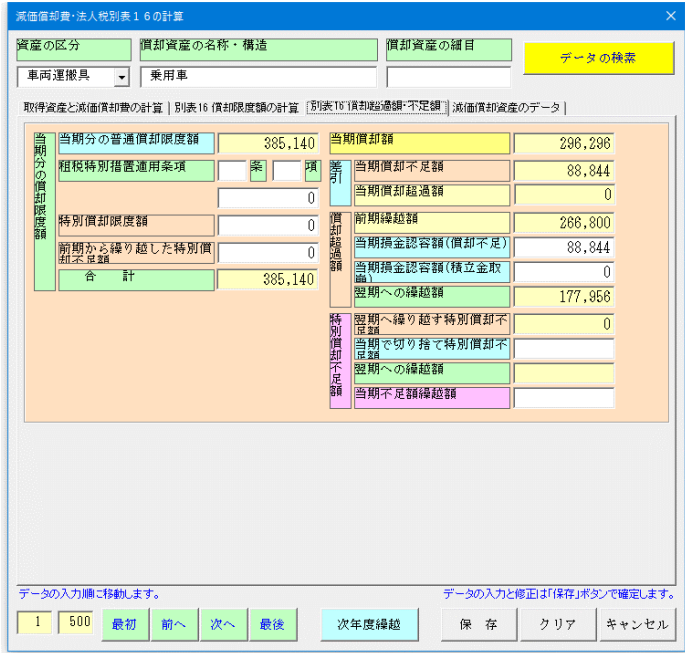 減価償却費・法人税別表１６の計算
資産の区分
償却資産の名称・構造
償却資産の細目
データの検索
車両運搬具
乗用車
取得資産と減価償却費の計算
別表16 償却限度額の計算
別表16 償却超過額・不足額
減価償却資産のデータ
当期分の償却限度額
当期分の普通償却限度額
385,140
租税特別措置適用条項
条
項
0
特別償却限度額
0
前期から繰り越した特別償却不足額
0
合　計
385,140
当期償却額
296,296
差引
当期償却不足額
88,844
当期償却超過額
0
償却超過額
前期繰越額
266,800
当期損金認容額(償却不足)
88,844
当期損金認容額(積立金取崩)
0
翌期への繰越額
177,956
特別償却不足額
翌期へ繰り越す特別償却不足額
0
当期で切り捨て特別償却不足額
翌期への繰越額
当期不足額繰越額
データの入力順に移動します。
データの入力と修正は「保存」ボタンで確定します。
1
500
最初
前へ
次へ
最後
次年度繰越
保　存
クリア
キャンセル